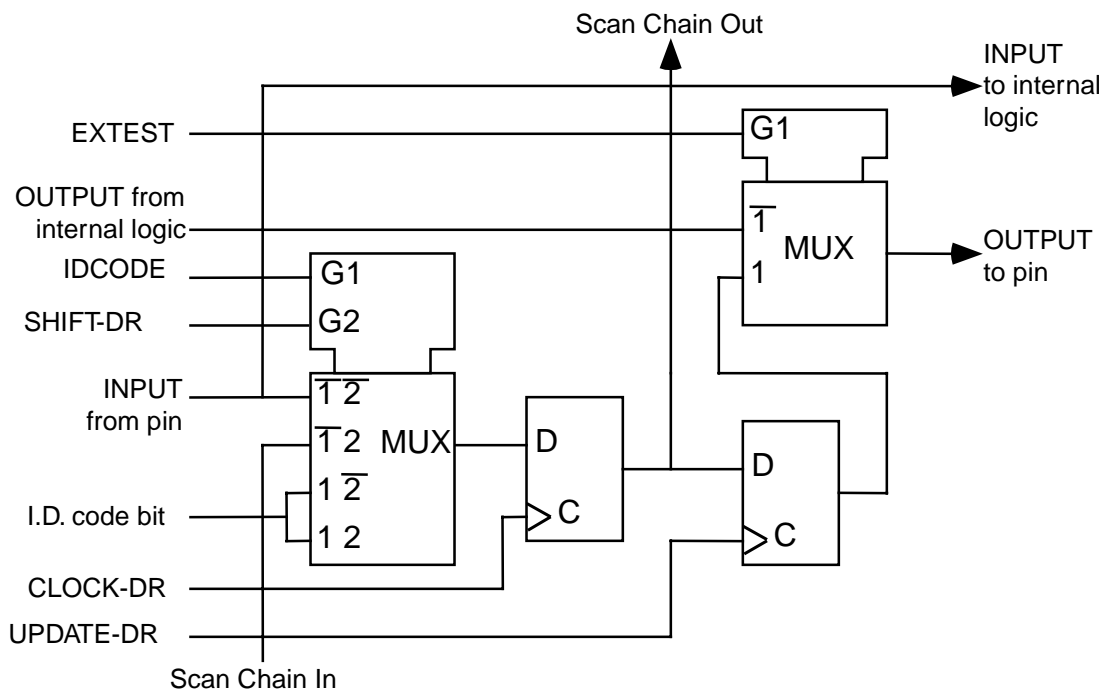 Scan Chain Out
INPUT
to internal
logic
EXTEST
G1
OUTPUT from
internal logic
1̅
MUX
1
OUTPUT
to pin
IDCODE
G1
SHIFT-DR
G2
INPUT
from pin
1̅ 2̅
1̅ 2
MUX
1 2̅
1 2
I.D. code bit
D
C
D
C
CLOCK-DR
UPDATE-DR
Scan Chain In